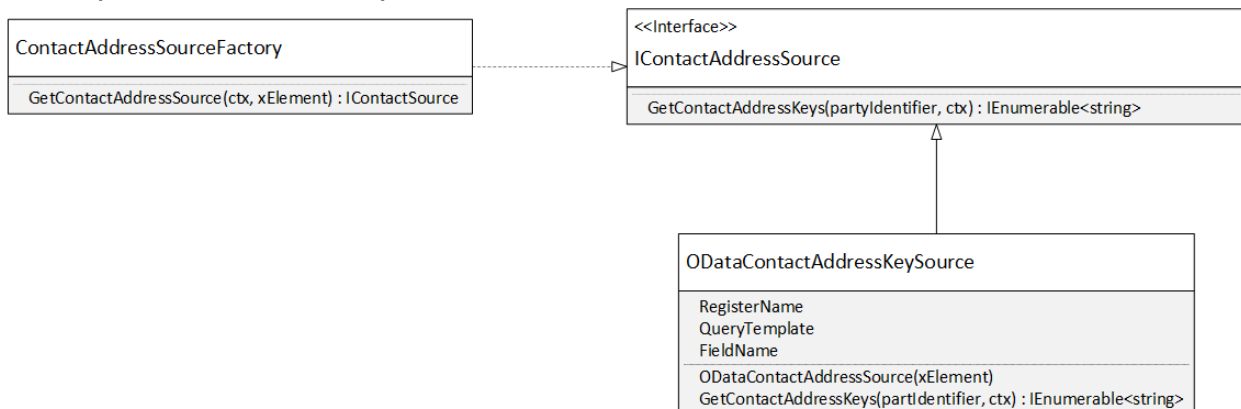 ContactAddressSourceFactory
GetContactAddressSource(ctx, xElement) : IContactSource
<<Interface>>
IContactAddressSource
GetContactAddressKeys(partyIdentifier, ctx) : IEnumerable<string>
ODataContactAddressKeySource
RegisterName
QueryTemplate
FieldName
ODataContactAddressSource(xElement)
GetContactAddressKeys(partIdentifier, ctx) : IEnumerable<string>